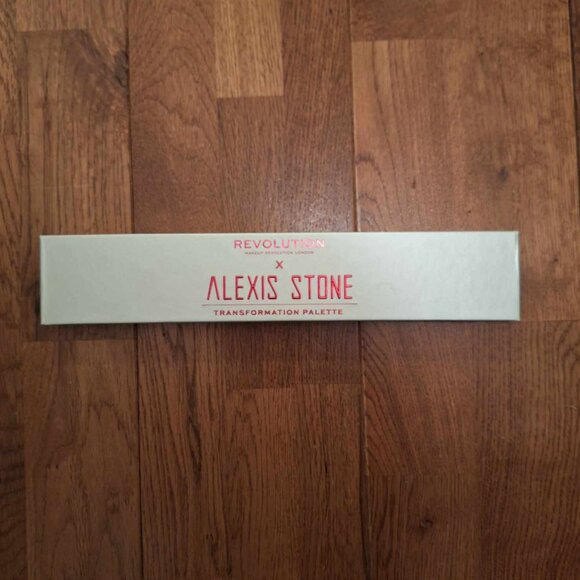 REVOLUTION
MAKEUP REVOLUTION LONDON
X
ALEXIS STONE
TRANSFORMATION PALETTE